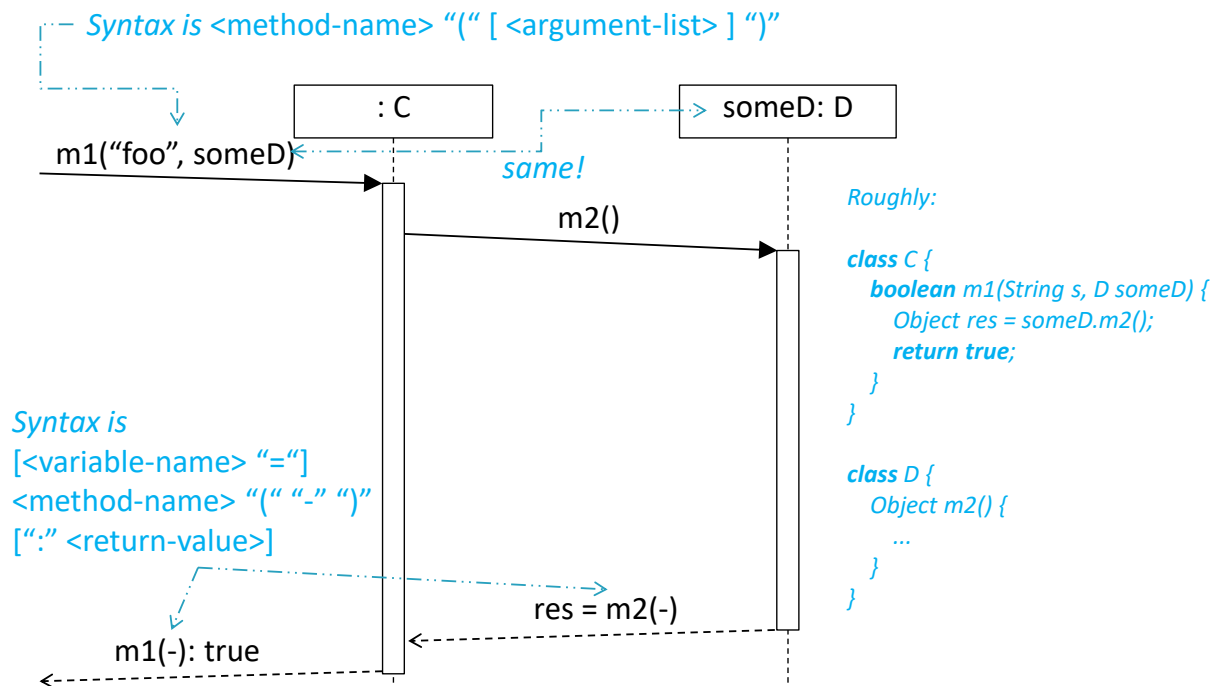 Syntax is <method-name> “(“ [ <argument-list> ] “)”
: C
someD: D
m1(“foo”, someD)
same!
m2()
Roughly:
class C {
boolean m1(String s, D someD) {
Object res = someD.m2();
return true;
}
}
class D {
Object m2() {
...
}
}
Syntax is
[<variable-name> “=“]
<method-name> “(“ “-” “)”
[“:” <return-value>]
res = m2(-)
m1(-): true